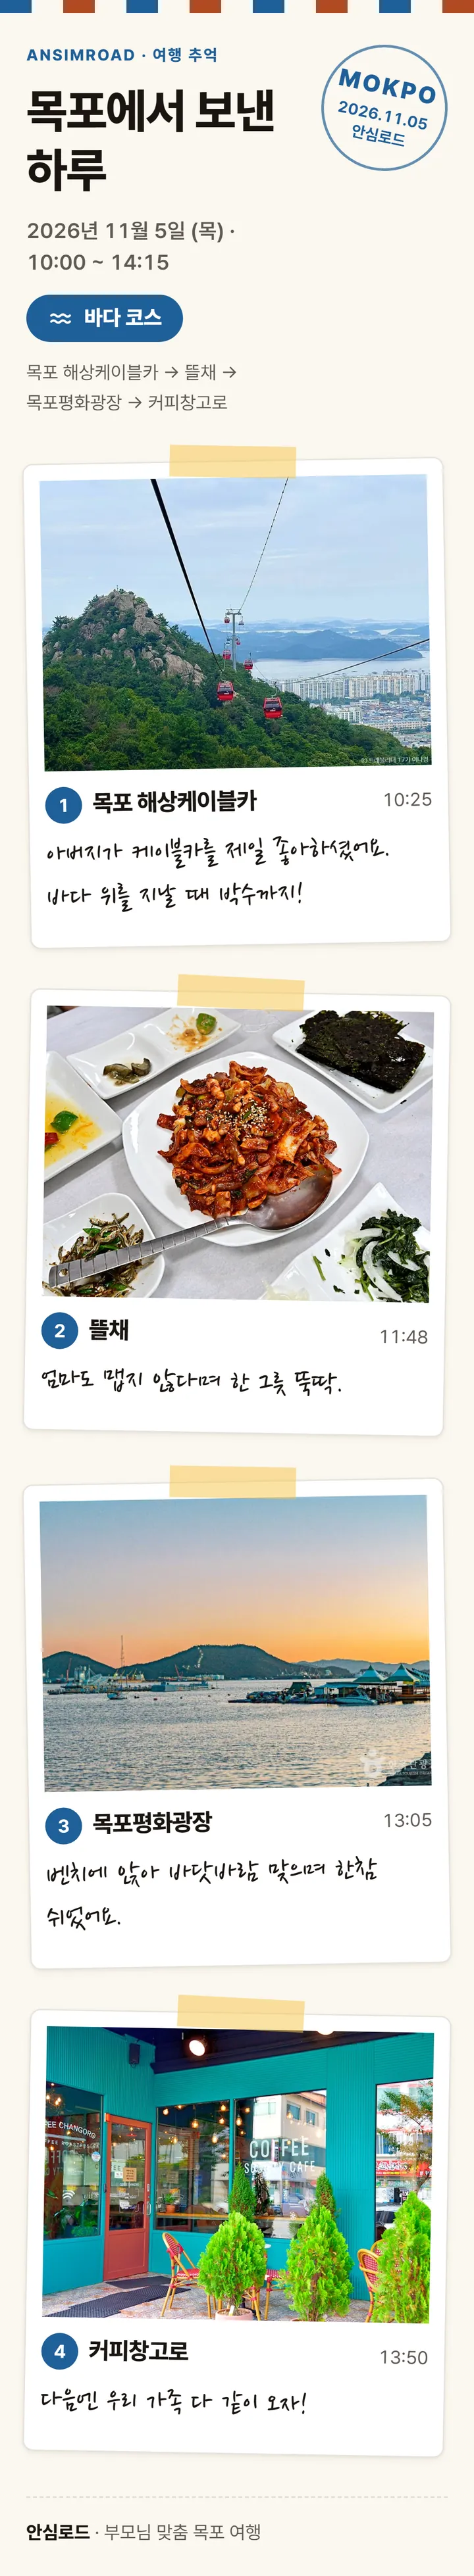 ANSIMROAD · 여행 추억
목포에서 보낸
하루
MOKPO
2026.11.05
안심로드
2026년 11월 5일 (목) ·
10:00 ~ 14:15
바다 코스
목포 해상케이블카 → 뜰채 →
목포평화광장 → 커피창고로
1 목포 해상케이블카 10:25
아버지가 케이블카를 제일 좋아하셨어요.
바다 위를 지날 때 박수까지!
2 뜰채 11:48
엄마도 맵지 않다며 한 그릇 뚝딱.
3 목포평화광장 13:05
벤치에 앉아 바닷바람 맞으며 한참
쉬었어요.
COFFEE
4 커피창고로 13:50
다음엔 우리 가족 다 같이 오자!
안심로드 · 부모님 맞춤 목포 여행